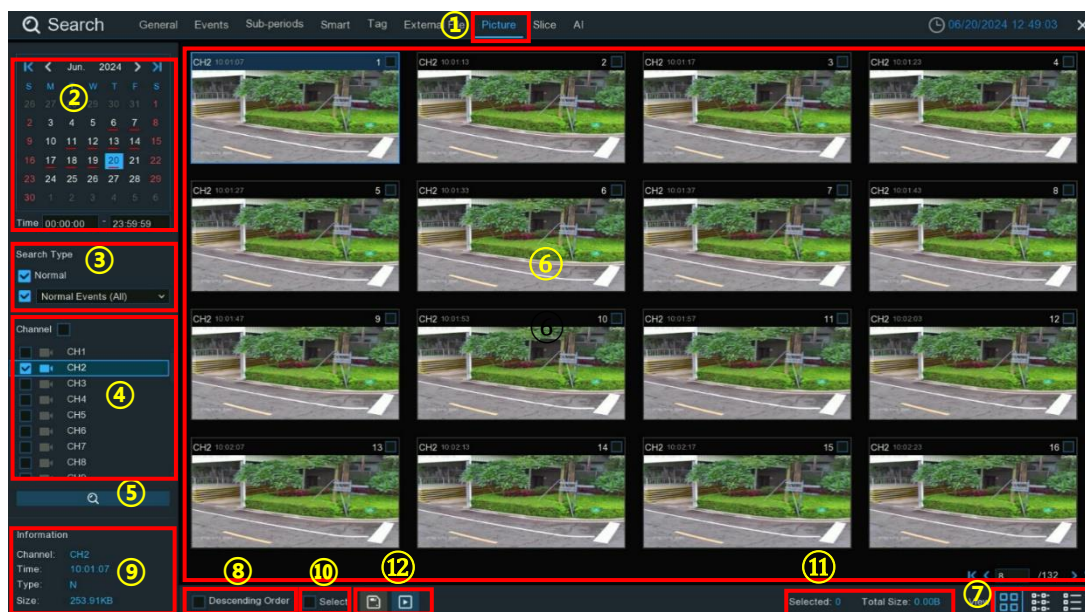 Search General Events Sub-periods Smart Tag External File ① Picture Slice AI 06/20/2024 12:49:03
Jun. 2024
S M W T F S
26 27 29 30 31 1
②
2 3 4 5 6 7 8
9 10 11 12 13 14 15
16 17 18 19 20 21 22
23 24 25 26 27 28 29
30 1 2 3 4 5 6
Time 00:00:00 - 23:59:59
Search Type
③
Normal
Normal Events (All)
Channel
CH1
CH2
CH3
④
CH4
CH5
CH6
CH7
CH8
⑤
Information
Channel: CH2
Time: 10:01:07
⑨
Type: N
Size: 253.91KB
CH2 10:01:07 1
CH2 10:01:13 2
CH2 10:01:17 3
CH2 10:01:23 4
CH2 10:01:27 5
CH2 10:01:33 6
CH2 10:01:37 7
CH2 10:01:43 8
⑥
CH2 10:01:47 9
CH2 10:01:53 10
CH2 10:01:57 11
CH2 10:02:03 12
⑥
CH2 10:02:07 13
CH2 10:02:13 14
CH2 10:02:17 15
CH2 10:02:23 16
8 /132
⑧ ⑩ ⑫ ⑪ ⑦
Descending Order Select Selected: 0 Total Size: 0.00B